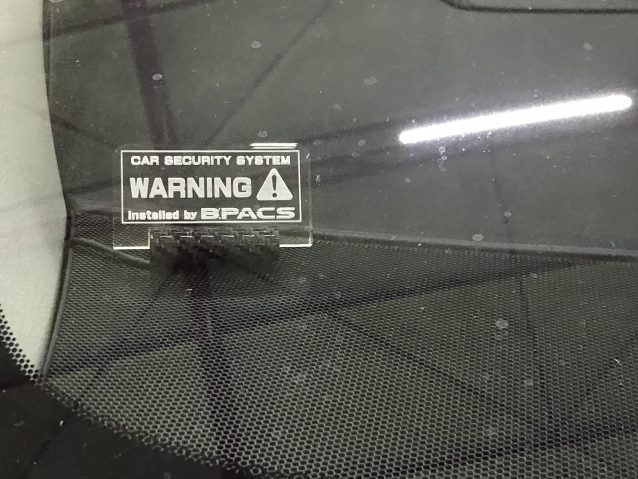 CAR SECURITY SYSTEM
WARNING
installed by B'PACS